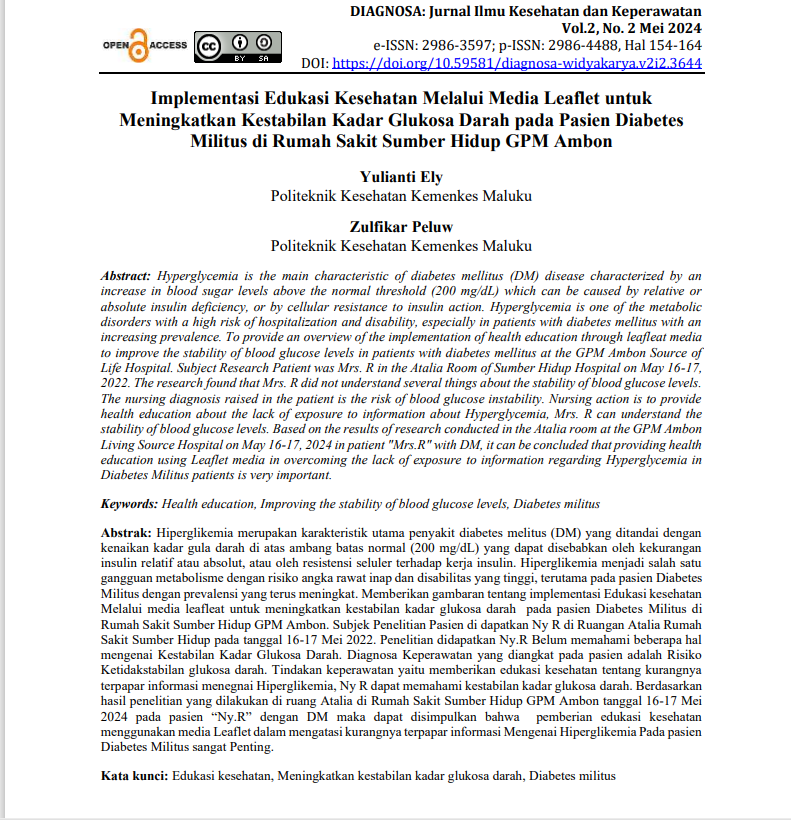 DIAGNOSA: Jurnal Ilmu Kesehatan dan Keperawatan
Vol.2, No. 2 Mei 2024
OPEN ACCESS
cc BY SA
e-ISSN: 2986-3597; p-ISSN: 2986-4488, Hal 154-164
DOI: https://doi.org/10.59581/diagnosa-widyakarya.v2i2.3644
Implementasi Edukasi Kesehatan Melalui Media Leaflet untuk
Meningkatkan Kestabilan Kadar Glukosa Darah pada Pasien Diabetes
Militus di Rumah Sakit Sumber Hidup GPM Ambon
Yulianti Ely
Politeknik Kesehatan Kemenkes Maluku
Zulfikar Peluw
Politeknik Kesehatan Kemenkes Maluku
Abstract: Hyperglycemia is the main characteristic of diabetes mellitus (DM) disease characterized by an
increase in blood sugar levels above the normal threshold (200 mg/dL) which can be caused by relative or
absolute insulin deficiency, or by cellular resistance to insulin action. Hyperglycemia is one of the metabolic
disorders with a high risk of hospitalization and disability, especially in patients with diabetes mellitus with an
increasing prevalence. To provide an overview of the implementation of health education through leafleat media
to improve the stability of blood glucose levels in patients with diabetes mellitus at the GPM Ambon Source of
Life Hospital. Subject Research Patient was Mrs. R in the Atalia Room of Sumber Hidup Hospital on May 16-17,
2022. The research found that Mrs. R did not understand several things about the stability of blood glucose levels.
The nursing diagnosis raised in the patient is the risk of blood glucose instability. Nursing action is to provide
health education about the lack of exposure to information about Hyperglycemia, Mrs. R can understand the
stability of blood glucose levels. Based on the results of research conducted in the Atalia room at the GPM Ambon
Living Source Hospital on May 16-17, 2024 in patient "Mrs.R" with DM, it can be concluded that providing health
education using Leaflet media in overcoming the lack of exposure to information regarding Hyperglycemia in
Diabetes Militus patients is very important.
Keywords: Health education, Improving the stability of blood glucose levels, Diabetes militus
Abstrak: Hiperglikemia merupakan karakteristik utama penyakit diabetes melitus (DM) yang ditandai dengan
kenaikan kadar gula darah di atas ambang batas normal (200 mg/dL) yang dapat disebabkan oleh kekurangan
insulin relatif atau absolut, atau oleh resistensi seluler terhadap kerja insulin. Hiperglikemia menjadi salah satu
gangguan metabolisme dengan risiko angka rawat inap dan disabilitas yang tinggi, terutama pada pasien Diabetes
Militus dengan prevalensi yang terus meningkat. Memberikan gambaran tentang implementasi Edukasi kesehatan
Melalui media leafleat untuk meningkatkan kestabilan kadar glukosa darah pada pasien Diabetes Militus di
Rumah Sakit Sumber Hidup GPM Ambon. Subjek Penelitian Pasien di dapatkan Ny R di Ruangan Atalia Rumah
Sakit Sumber Hidup pada tanggal 16-17 Mei 2022. Penelitian didapatkan Ny.R Belum memahami beberapa hal
mengenai Kestabilan Kadar Glukosa Darah. Diagnosa Keperawatan yang diangkat pada pasien adalah Risiko
Ketidakstabilan glukosa darah. Tindakan keperawatan yaitu memberikan edukasi kesehatan tentang kurangnya
terpapar informasi menegnai Hiperglikemia, Ny R dapat memahami kestabilan kadar glukosa darah. Berdasarkan
hasil penelitian yang dilakukan di ruang Atalia di Rumah Sakit Sumber Hidup GPM Ambon tanggal 16-17 Mei
2024 pada pasien “Ny.R” dengan DM maka dapat disimpulkan bahwa pemberian edukasi kesehatan
menggunakan media Leaflet dalam mengatasi kurangnya terpapar informasi Mengenai Hiperglikemia Pada pasien
Diabetes Militus sangat Penting.
Kata kunci: Edukasi kesehatan, Meningkatkan kestabilan kadar glukosa darah, Diabetes militus